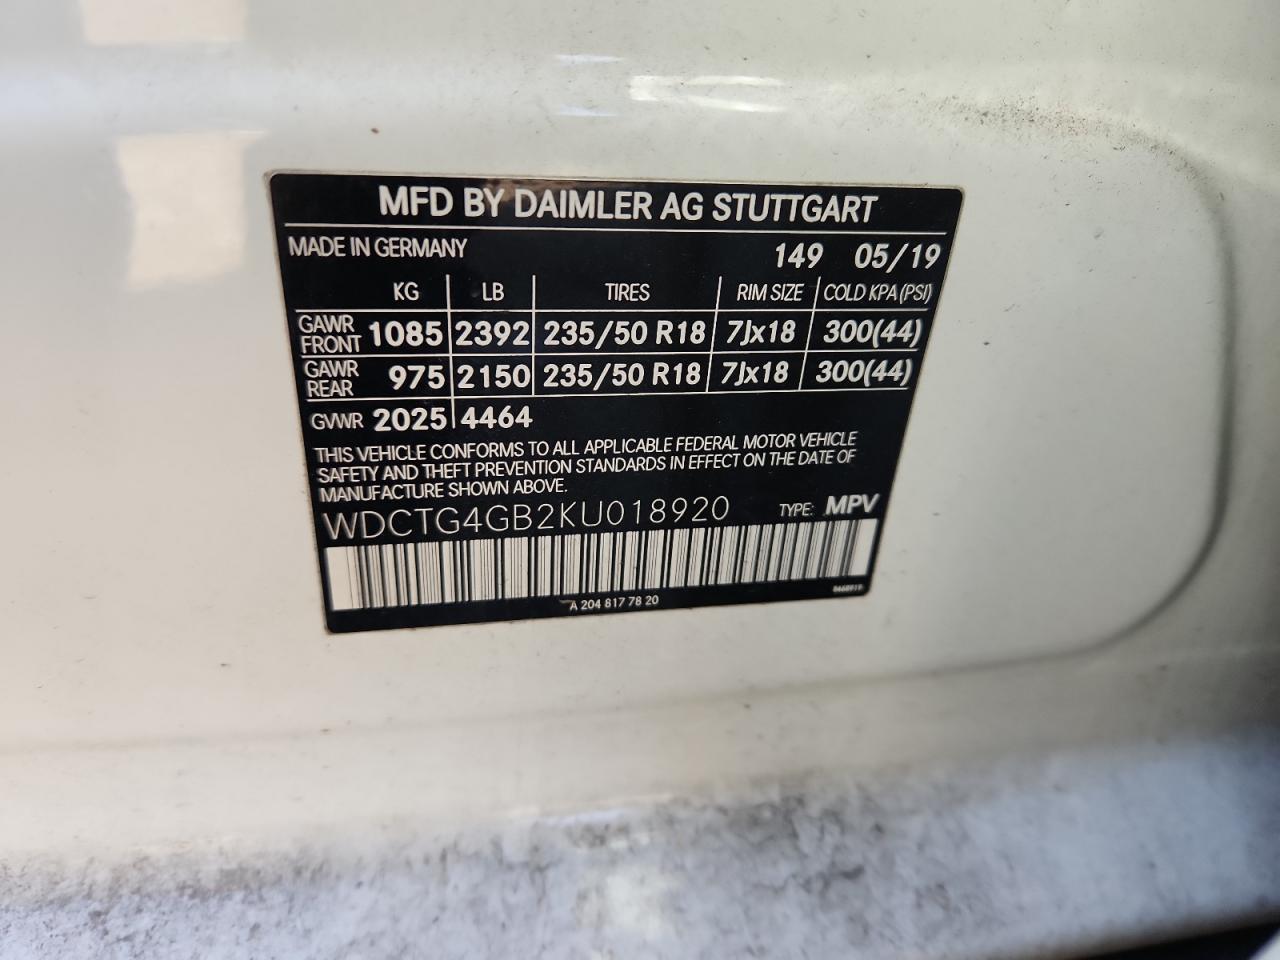 MFD BY DAIMLER AG STUTTGART
MADE IN GERMANY 149 05/19
KG LB TIRES RIM SIZE COLD KPA (PSI)
GAWR FRONT 1085 2392 235/50 R18 7Jx18 300(44)
GAWR REAR 975 2150 235/50 R18 7Jx18 300(44)
GVWR 2025 4464
THIS VEHICLE CONFORMS TO ALL APPLICABLE FEDERAL MOTOR VEHICLE
SAFETY AND THEFT PREVENTION STANDARDS IN EFFECT ON THE DATE OF
MANUFACTURE SHOWN ABOVE.
WDCTG4GB2KU018920 TYPE: MPV
A 204 817 78 20